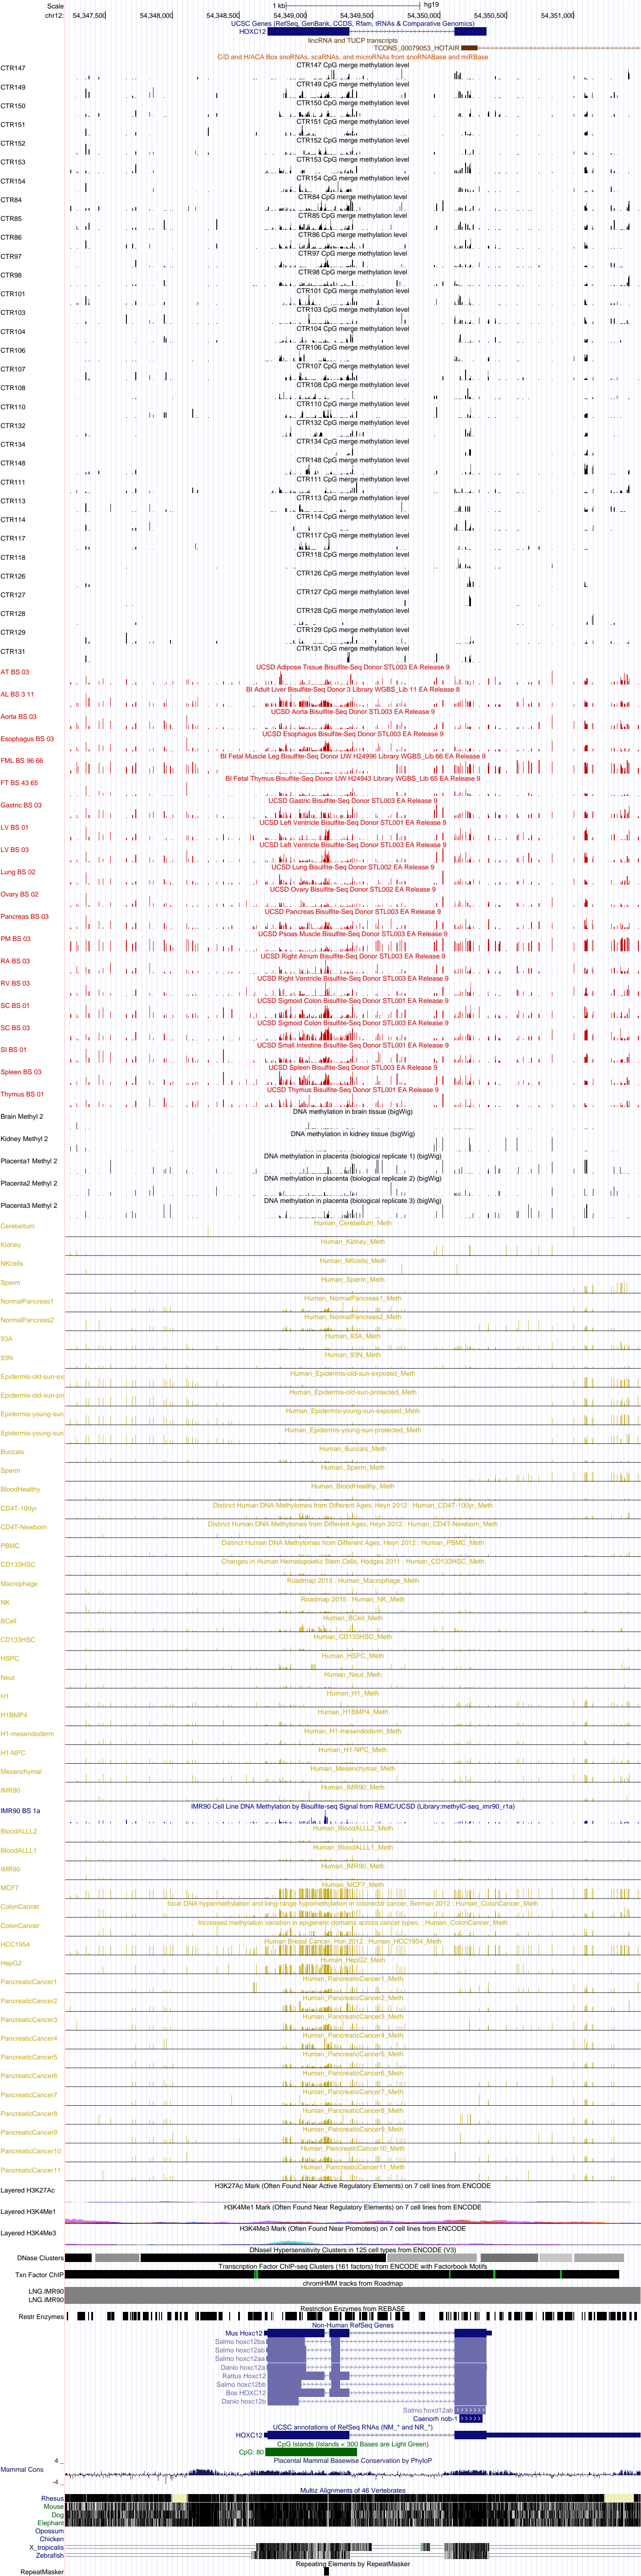 Scale 1 kb hg19
chr12: 54,347,500 54,348,000 54,348,500 54,349,000 54,349,500 54,350,000 54,350,500 54,351,000
UCSC Genes (RefSeq, GenBank, CCDS, Rfam, tRNAs & Comparative Genomics)
HOXC12
lincRNA and TUCP transcripts
TCONS_00079053_HOTAIR
C/D and H/ACA Box snoRNAs, scaRNAs, and microRNAs from snoRNABase and miRBase
CTR147 CpG merge methylation level
CTR147
CTR149 CpG merge methylation level
CTR149
CTR150 CpG merge methylation level
CTR150
CTR151 CpG merge methylation level
CTR151
CTR152 CpG merge methylation level
CTR152
CTR153 CpG merge methylation level
CTR153
CTR154 CpG merge methylation level
CTR154
CTR84 CpG merge methylation level
CTR84
CTR85 CpG merge methylation level
CTR85
CTR86 CpG merge methylation level
CTR86
CTR97 CpG merge methylation level
CTR97
CTR98 CpG merge methylation level
CTR98
CTR101 CpG merge methylation level
CTR101
CTR103 CpG merge methylation level
CTR103
CTR104 CpG merge methylation level
CTR104
CTR106 CpG merge methylation level
CTR106
CTR107 CpG merge methylation level
CTR107
CTR108 CpG merge methylation level
CTR108
CTR110 CpG merge methylation level
CTR110
CTR132 CpG merge methylation level
CTR132
CTR134 CpG merge methylation level
CTR134
CTR148 CpG merge methylation level
CTR148
CTR111 CpG merge methylation level
CTR111
CTR113 CpG merge methylation level
CTR113
CTR114 CpG merge methylation level
CTR114
CTR117 CpG merge methylation level
CTR117
CTR118 CpG merge methylation level
CTR118
CTR126 CpG merge methylation level
CTR126
CTR127 CpG merge methylation level
CTR127
CTR128 CpG merge methylation level
CTR128
CTR129 CpG merge methylation level
CTR129
CTR131 CpG merge methylation level
CTR131
UCSD Adipose Tissue Bisulfite-Seq Donor STL003 EA Release 9
AT BS 03
BI Adult Liver Bisulfite-Seq Donor 3 Library WGBS_Lib 11 EA Release 8
AL BS 3 11
UCSD Aorta Bisulfite-Seq Donor STL003 EA Release 9
Aorta BS 03
UCSD Esophagus Bisulfite-Seq Donor STL003 EA Release 9
Esophagus BS 03
BI Fetal Muscle Leg Bisulfite-Seq Donor UW H24996 Library WGBS_Lib 66 EA Release 9
FML BS 96 66
BI Fetal Thymus Bisulfite-Seq Donor UW H24943 Library WGBS_Lib 65 EA Release 9
FT BS 43 65
UCSD Gastric Bisulfite-Seq Donor STL003 EA Release 9
Gastric BS 03
UCSD Left Ventricle Bisulfite-Seq Donor STL001 EA Release 9
LV BS 01
UCSD Left Ventricle Bisulfite-Seq Donor STL003 EA Release 9
LV BS 03
UCSD Lung Bisulfite-Seq Donor STL002 EA Release 9
Lung BS 02
UCSD Ovary Bisulfite-Seq Donor STL002 EA Release 9
Ovary BS 02
UCSD Pancreas Bisulfite-Seq Donor STL003 EA Release 9
Pancreas BS 03
UCSD Psoas Muscle Bisulfite-Seq Donor STL003 EA Release 9
PM BS 03
UCSD Right Atrium Bisulfite-Seq Donor STL003 EA Release 9
RA BS 03
UCSD Right Ventricle Bisulfite-Seq Donor STL003 EA Release 9
RV BS 03
UCSD Sigmoid Colon Bisulfite-Seq Donor STL001 EA Release 9
SC BS 01
UCSD Sigmoid Colon Bisulfite-Seq Donor STL003 EA Release 9
SC BS 03
UCSD Small Intestine Bisulfite-Seq Donor STL001 EA Release 9
SI BS 01
UCSD Spleen Bisulfite-Seq Donor STL003 EA Release 9
Spleen BS 03
UCSD Thymus Bisulfite-Seq Donor STL001 EA Release 9
Thymus BS 01
DNA methylation in brain tissue (bigWig)
Brain Methyl 2
DNA methylation in kidney tissue (bigWig)
Kidney Methyl 2
DNA methylation in placenta (biological replicate 1) (bigWig)
Placenta1 Methyl 2
DNA methylation in placenta (biological replicate 2) (bigWig)
Placenta2 Methyl 2
DNA methylation in placenta (biological replicate 3) (bigWig)
Placenta3 Methyl 2
Human_Cerebellum_Meth
Cerebellum
Human_Kidney_Meth
Kidney
Human_NKcells_Meth
NKcells
Human_Sperm_Meth
Sperm
Human_NormalPancreas1_Meth
NormalPancreas1
Human_NormalPancreas2_Meth
NormalPancreas2
Human_93A_Meth
93A
Human_93N_Meth
93N
Human_Epidermis-old-sun-exposed_Meth
Epidermis-old-sun-ex
Human_Epidermis-old-sun-protected_Meth
Epidermis-old-sun-pr
Human_Epidermis-young-sun-exposed_Meth
Epidermis-young-sun
Human_Epidermis-young-sun-protected_Meth
Epidermis-young-sun
Human_Buccals_Meth
Buccals
Human_Sperm_Meth
Sperm
Human_BloodHealthy_Meth
BloodHealthy
Distinct Human DNA Methylomes from Different Ages, Heyn 2012 : Human_CD4T-100yr_Meth
CD4T-100yr
Distinct Human DNA Methylomes from Different Ages, Heyn 2012 : Human_CD4T-Newborn_Meth
CD4T-Newborn
Distinct Human DNA Methylomes from Different Ages, Heyn 2012 : Human_PBMC_Meth
PBMC
Changes in Human Hematopoietic Stem Cells, Hodges 2011 : Human_CD133HSC_Meth
CD133HSC
Roadmap 2015 : Human_Macrophage_Meth
Macrophage
Roadmap 2015 : Human_NK_Meth
NK
Human_BCell_Meth
BCell
Human_CD133HSC_Meth
CD133HSC
Human_HSPC_Meth
HSPC
Human_Neut_Meth
Neut
Human_H1_Meth
H1
Human_H1BMP4_Meth
H1BMP4
Human_H1-mesendoderm_Meth
H1-mesendoderm
Human_H1-NPC_Meth
H1-NPC
Human_Mesenchymal_Meth
Mesenchymal
Human_IMR90_Meth
IMR90
IMR90 Cell Line DNA Methylation by Bisulfite-seq Signal from REMC/UCSD (Library:methylC-seq_imr90_r1a)
IMR90 BS 1a
Human_BloodALLL2_Meth
BloodALLL2
Human_BloodALLL1_Meth
BloodALLL1
Human_IMR90_Meth
IMR90
Human_MCF7_Meth
MCF7
focal DNA hypermethylation and long-range hypomethylation in colorectal cancer, Berman 2012 : Human_ColonCancer_Meth
ColonCancer
Increased methylation variation in epigenetic domains across cancer types. : Human_ColonCancer_Meth
ColonCancer
Human Breast Cancer, Hon 2012 : Human_HCC1954_Meth
HCC1954
Human_HepG2_Meth
HepG2
Human_PancreaticCancer1_Meth
PancreaticCancer1
Human_PancreaticCancer2_Meth
PancreaticCancer2
Human_PancreaticCancer3_Meth
PancreaticCancer3
Human_PancreaticCancer4_Meth
PancreaticCancer4
Human_PancreaticCancer5_Meth
PancreaticCancer5
Human_PancreaticCancer6_Meth
PancreaticCancer6
Human_PancreaticCancer7_Meth
PancreaticCancer7
Human_PancreaticCancer8_Meth
PancreaticCancer8
Human_PancreaticCancer9_Meth
PancreaticCancer9
Human_PancreaticCancer10_Meth
PancreaticCancer10
Human_PancreaticCancer11_Meth
PancreaticCancer11
H3K27Ac Mark (Often Found Near Active Regulatory Elements) on 7 cell lines from ENCODE
Layered H3K27Ac
H3K4Me1 Mark (Often Found Near Regulatory Elements) on 7 cell lines from ENCODE
Layered H3K4Me1
H3K4Me3 Mark (Often Found Near Promoters) on 7 cell lines from ENCODE
Layered H3K4Me3
DNaseI Hypersensitivity Clusters in 125 cell types from ENCODE (V3)
DNase Clusters
Transcription Factor ChIP-seq Clusters (161 factors) from ENCODE with Factorbook Motifs
Txn Factor ChIP
chromHMM tracks from Roadmap
LNG.IMR90
LNG.IMR90
Restriction Enzymes from REBASE
Restr Enzymes
Non-Human RefSeq Genes
Mus Hoxc12
Salmo hoxc12ba
Salmo hoxc12ab
Salmo hoxc12aa
Danio hoxc12a
Rattus Hoxc12
Salmo hoxc12bb
Bos HOXC12
Danio hoxc12b
Salmo hoxd12ab
Caenorh nob-1
UCSC annotations of RefSeq RNAs (NM_* and NR_*)
HOXC12
CpG Islands (Islands < 300 Bases are Light Green)
CpG: 80
Placental Mammal Basewise Conservation by PhyloP
4 _
Mammal Cons
-4 _
Multiz Alignments of 46 Vertebrates
Rhesus
Mouse
Dog
Elephant
Opossum
Chicken
X_tropicalis
Zebrafish
Repeating Elements by RepeatMasker
RepeatMasker